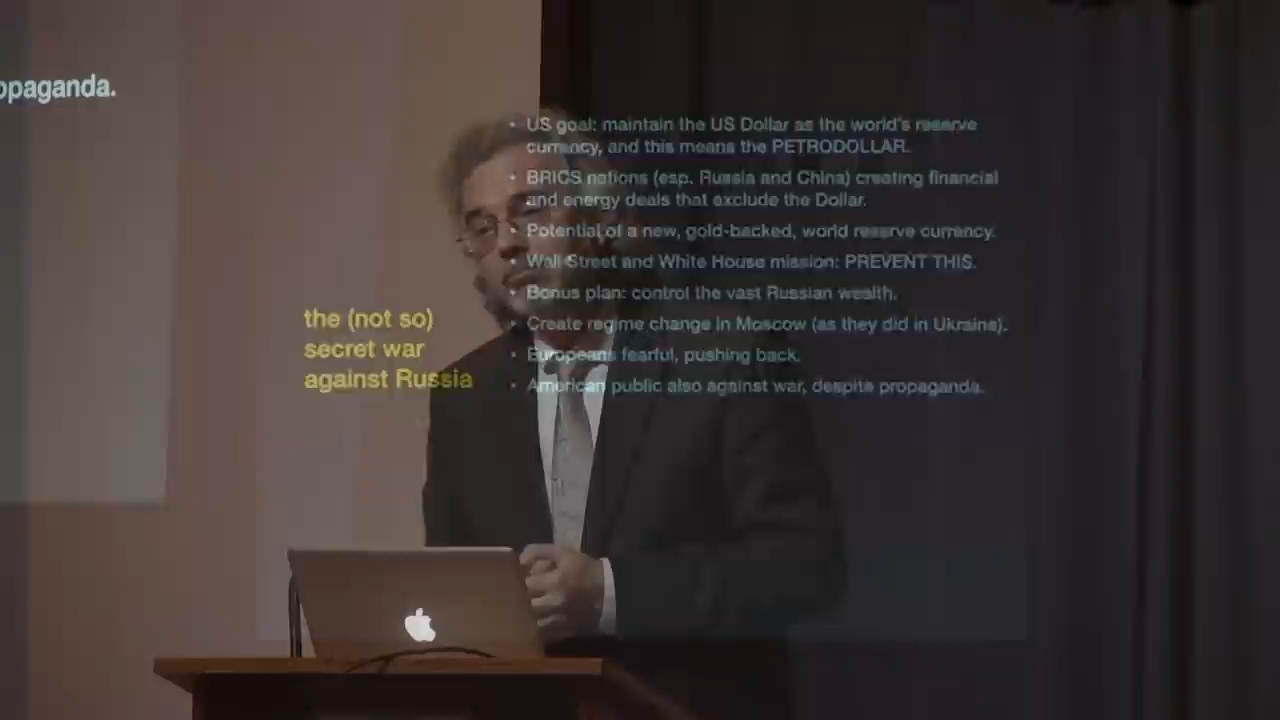 opaganda.
the (not so)
secret war
against Russia
• US goal: maintain the US Dollar as the world's reserve
currency, and this means the PETRODOLLAR.
• BRICS nations (esp. Russia and China) creating financial
and energy deals that exclude the Dollar.
• Potential of a new, gold-backed, world reserve currency.
• Wall Street and White House mission: PREVENT THIS.
• Bonus plan: control the vast Russian wealth.
• Create regime change in Moscow (as they did in Ukraine).
• Europeans fearful, pushing back.
• American public also against war, despite propaganda.